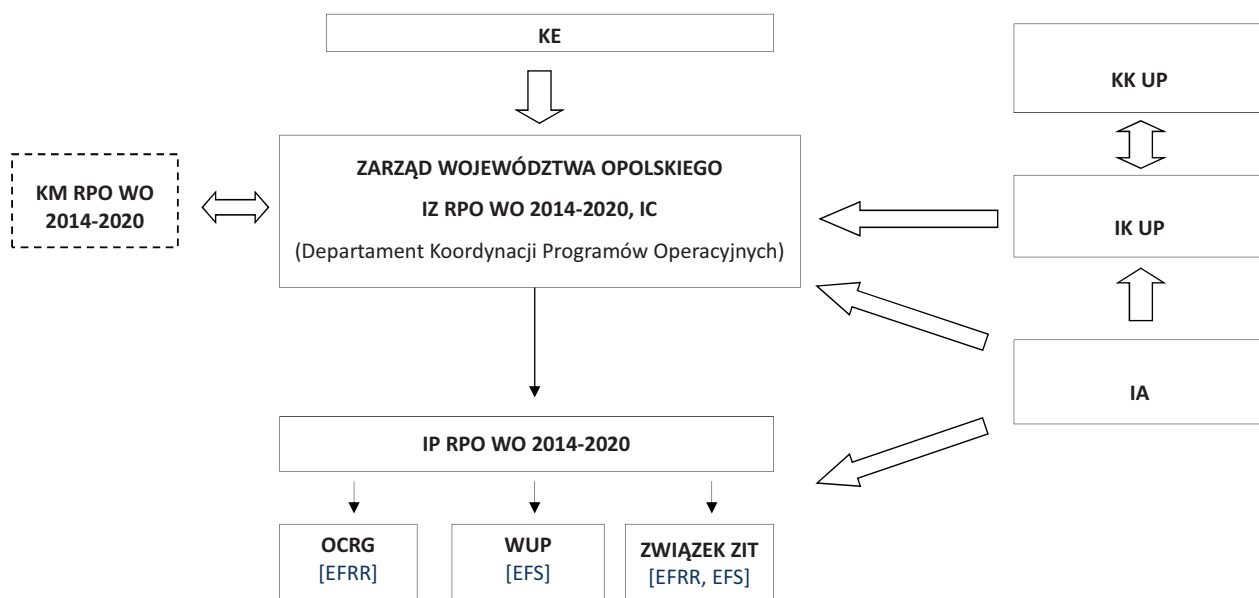 KE
KK UP
ZARZĄD WOJEWÓDZTWA OPOLSKIEGO
IZ RPO WO 2014-2020, IC
(Departament Koordynacji Programów Operacyjnych)
KM RPO WO
2014-2020
IK UP
IA
IP RPO WO 2014-2020
OCRG
[EFRR]
WUP
[EFS]
ZWIĄZEK ZIT
[EFRR, EFS]